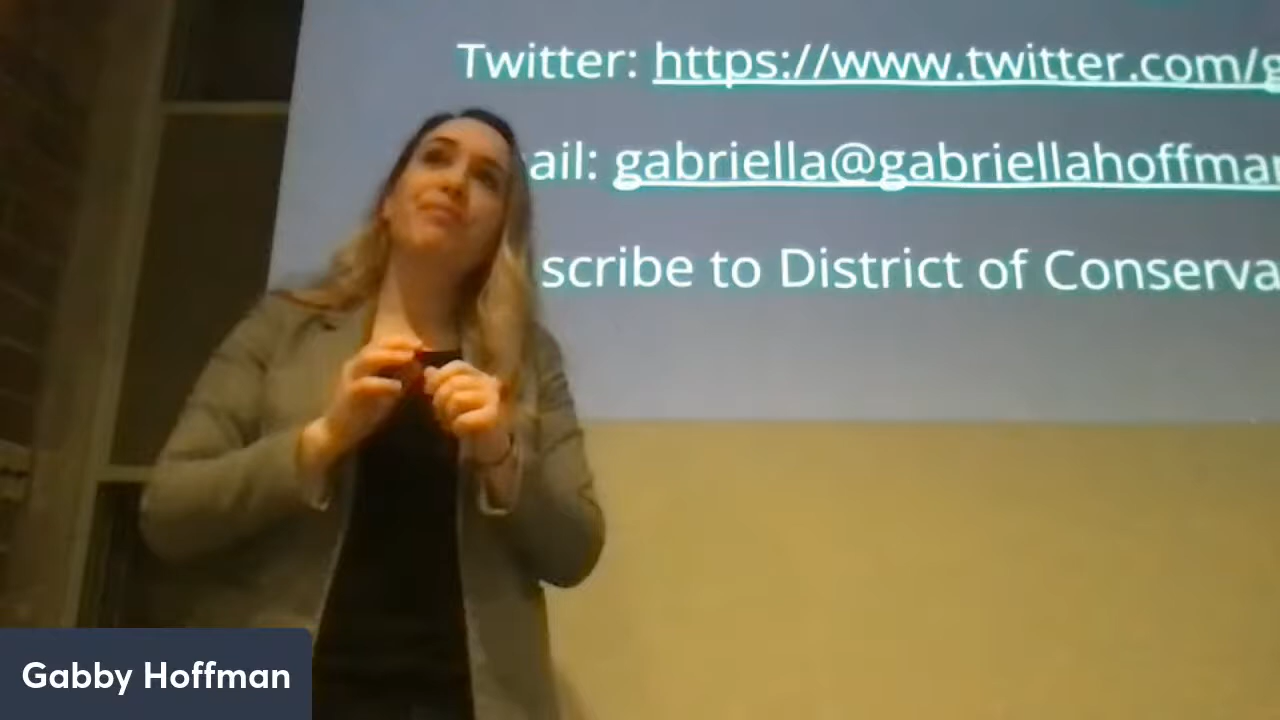 Twitter: https://www.twitter.com/g
ail: gabriella@gabriellahoffma
scribe to District of Conserva
Gabby Hoffman